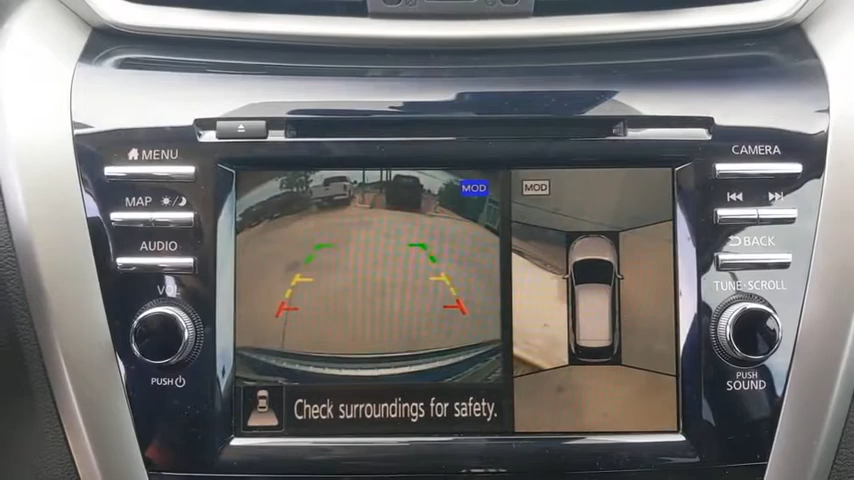 MENU
MAP
AUDIO
VOL
PUSH
MOD
MOD
Check surroundings for safety.
CAMERA
BACK
TUNE•SCROLL
PUSH
SOUND